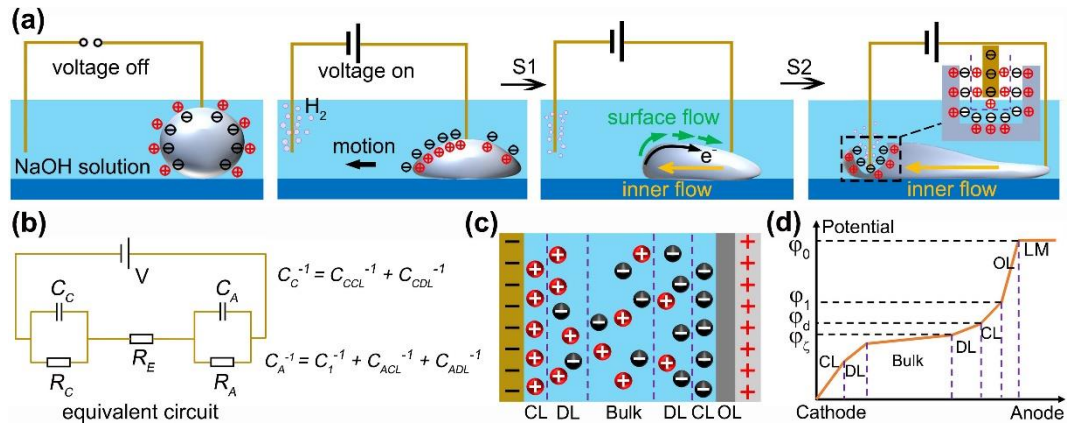 (a)
voltage off
NaOH solution
voltage on
H2
motion
S1
surface flow
e
inner flow
S2
inner flow
(b)
V
CC
CA
RC
RE
RA
equivalent circuit
CC^-1 = CCCL^-1 + CCDL^-1
CA^-1 = C1^-1 + CACL^-1 + CADL^-1
(c)
CL DL Bulk DL CL OL
(d)
Potential
φ0
φ1
φd
φζ
CL
DL
Bulk
DL
CL
OL
LM
Cathode
Anode